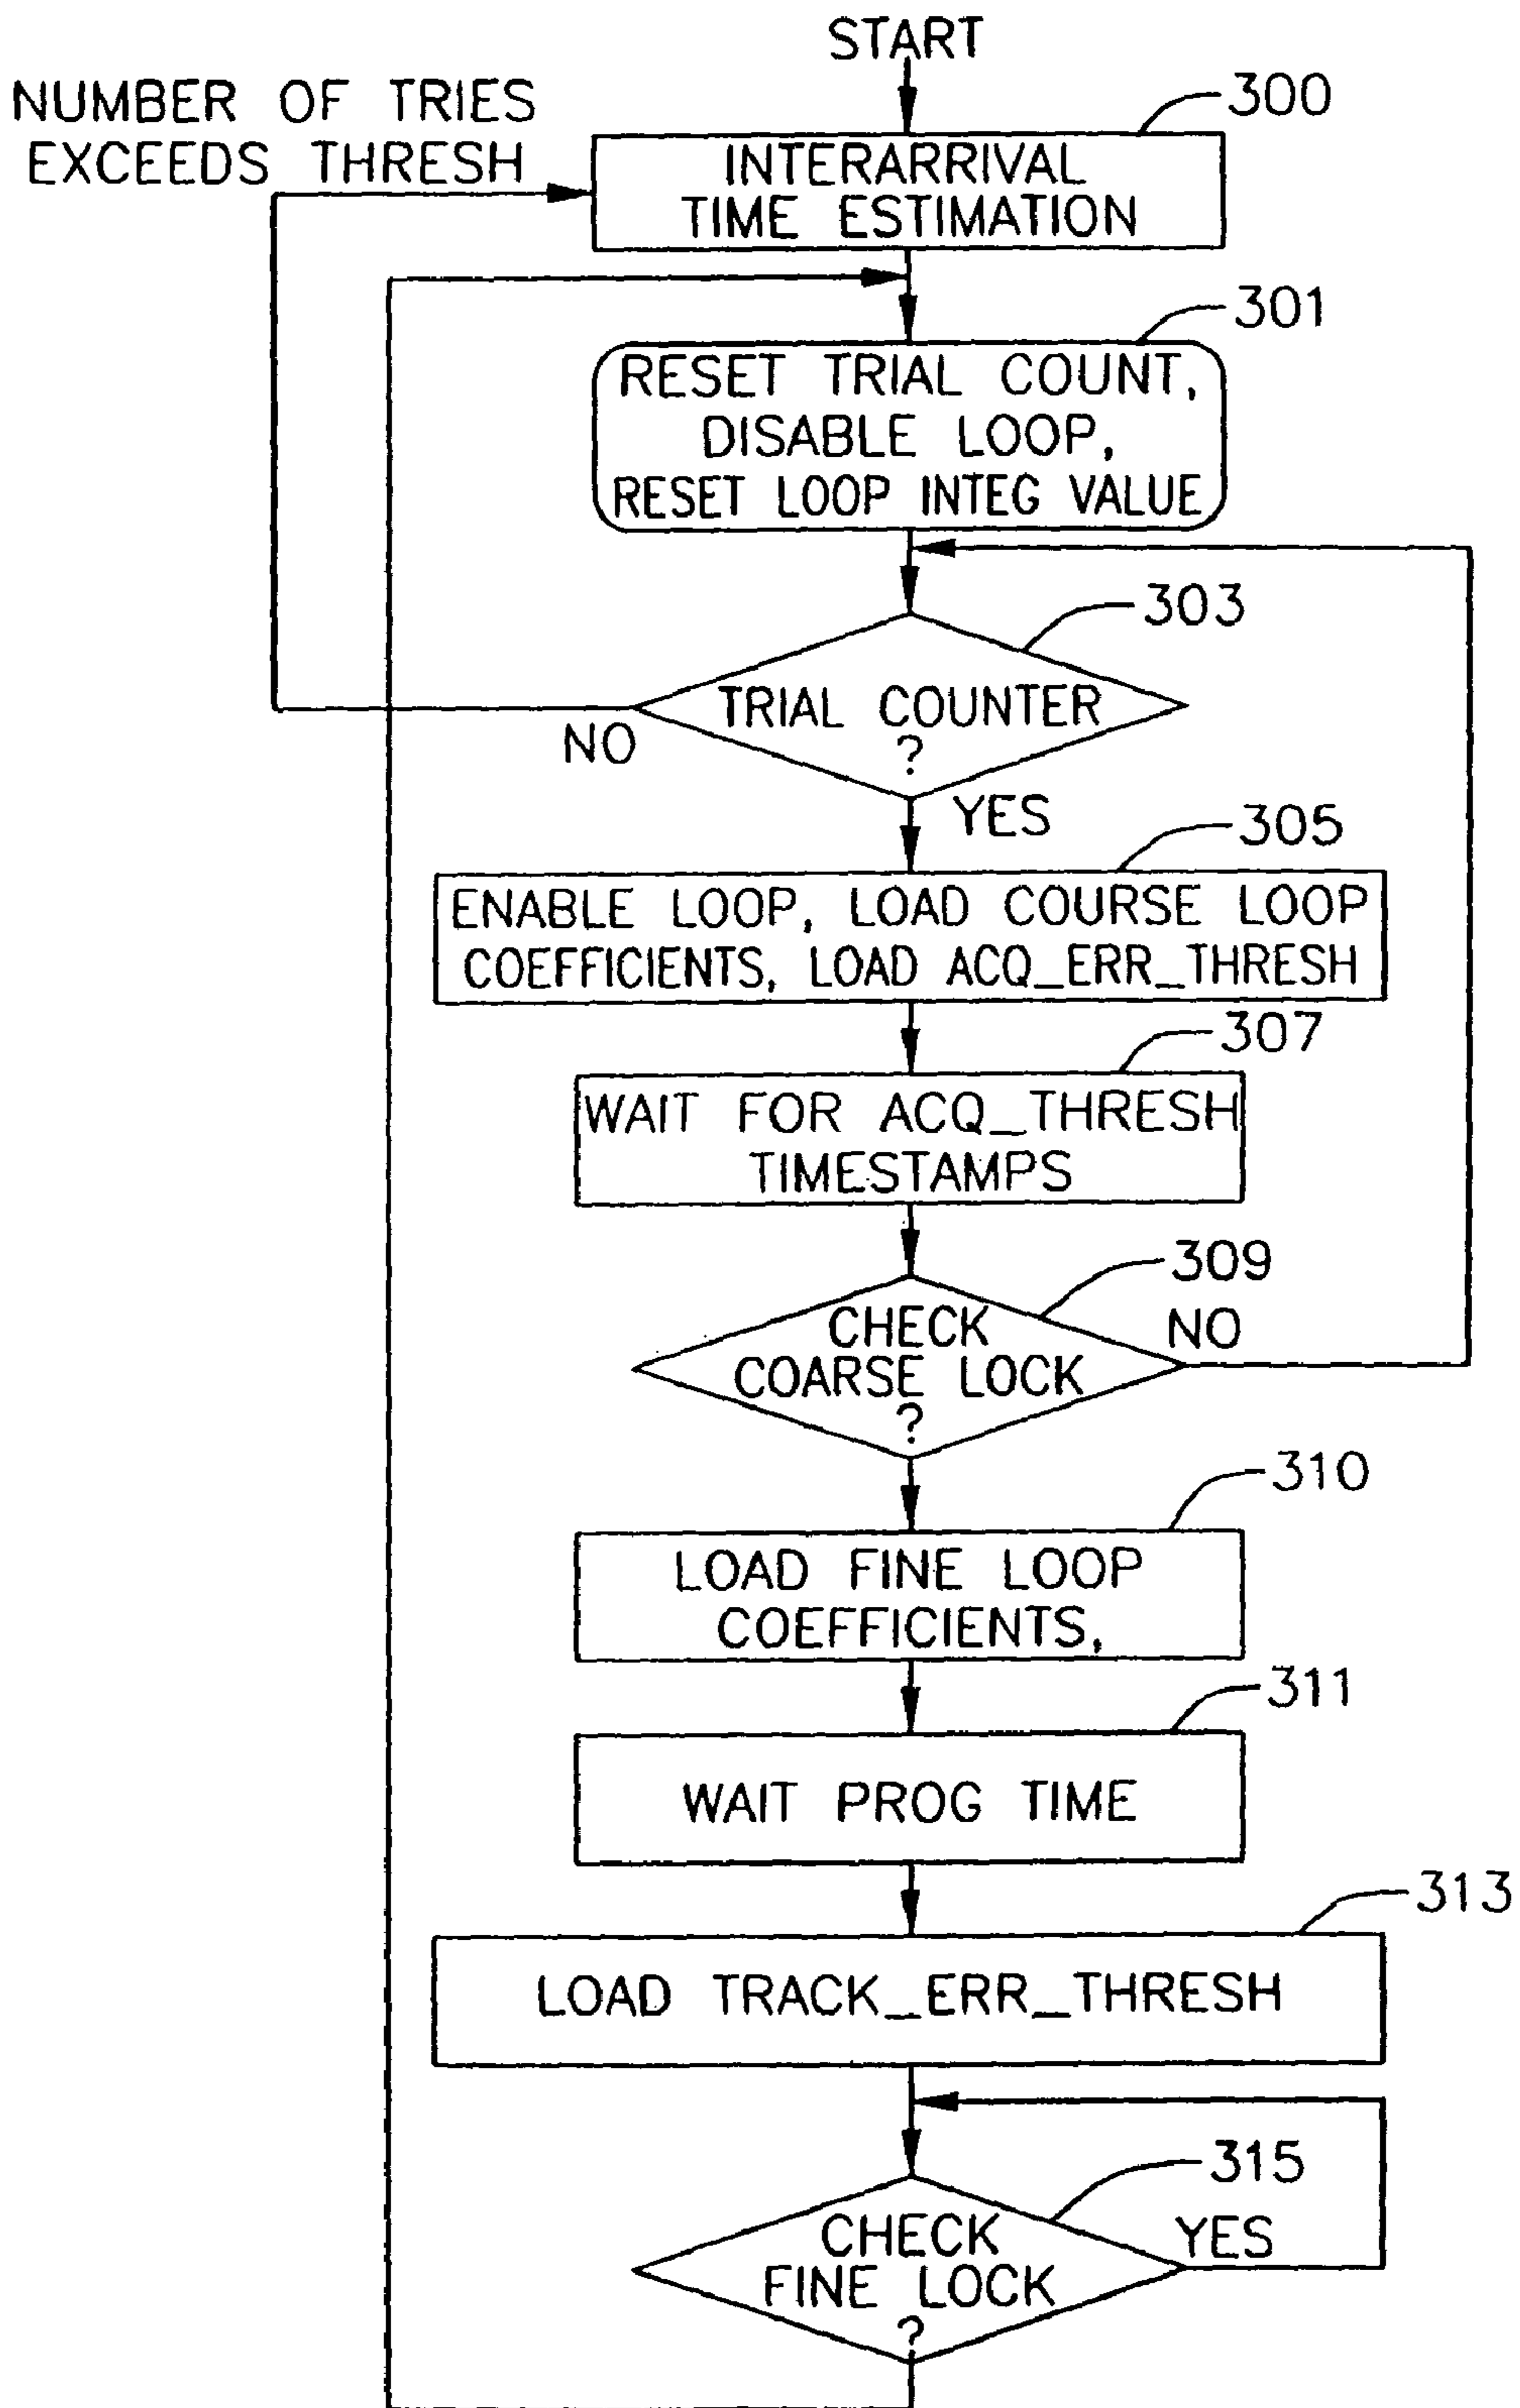 START
NUMBER OF TRIES
EXCEEDS THRESH
300
INTERARRIVAL
TIME ESTIMATION
301
RESET TRIAL COUNT,
DISABLE LOOP,
RESET LOOP INTEG VALUE
303
TRIAL COUNTER
?
NO
YES
305
ENABLE LOOP, LOAD COURSE LOOP
COEFFICIENTS, LOAD ACQ_ERR_THRESH
307
WAIT FOR ACQ_THRESH
TIMESTAMPS
309
CHECK
COARSE LOCK
?
NO
310
LOAD FINE LOOP
COEFFICIENTS,
311
WAIT PROG TIME
313
LOAD TRACK_ERR_THRESH
315
CHECK
FINE LOCK
?
YES